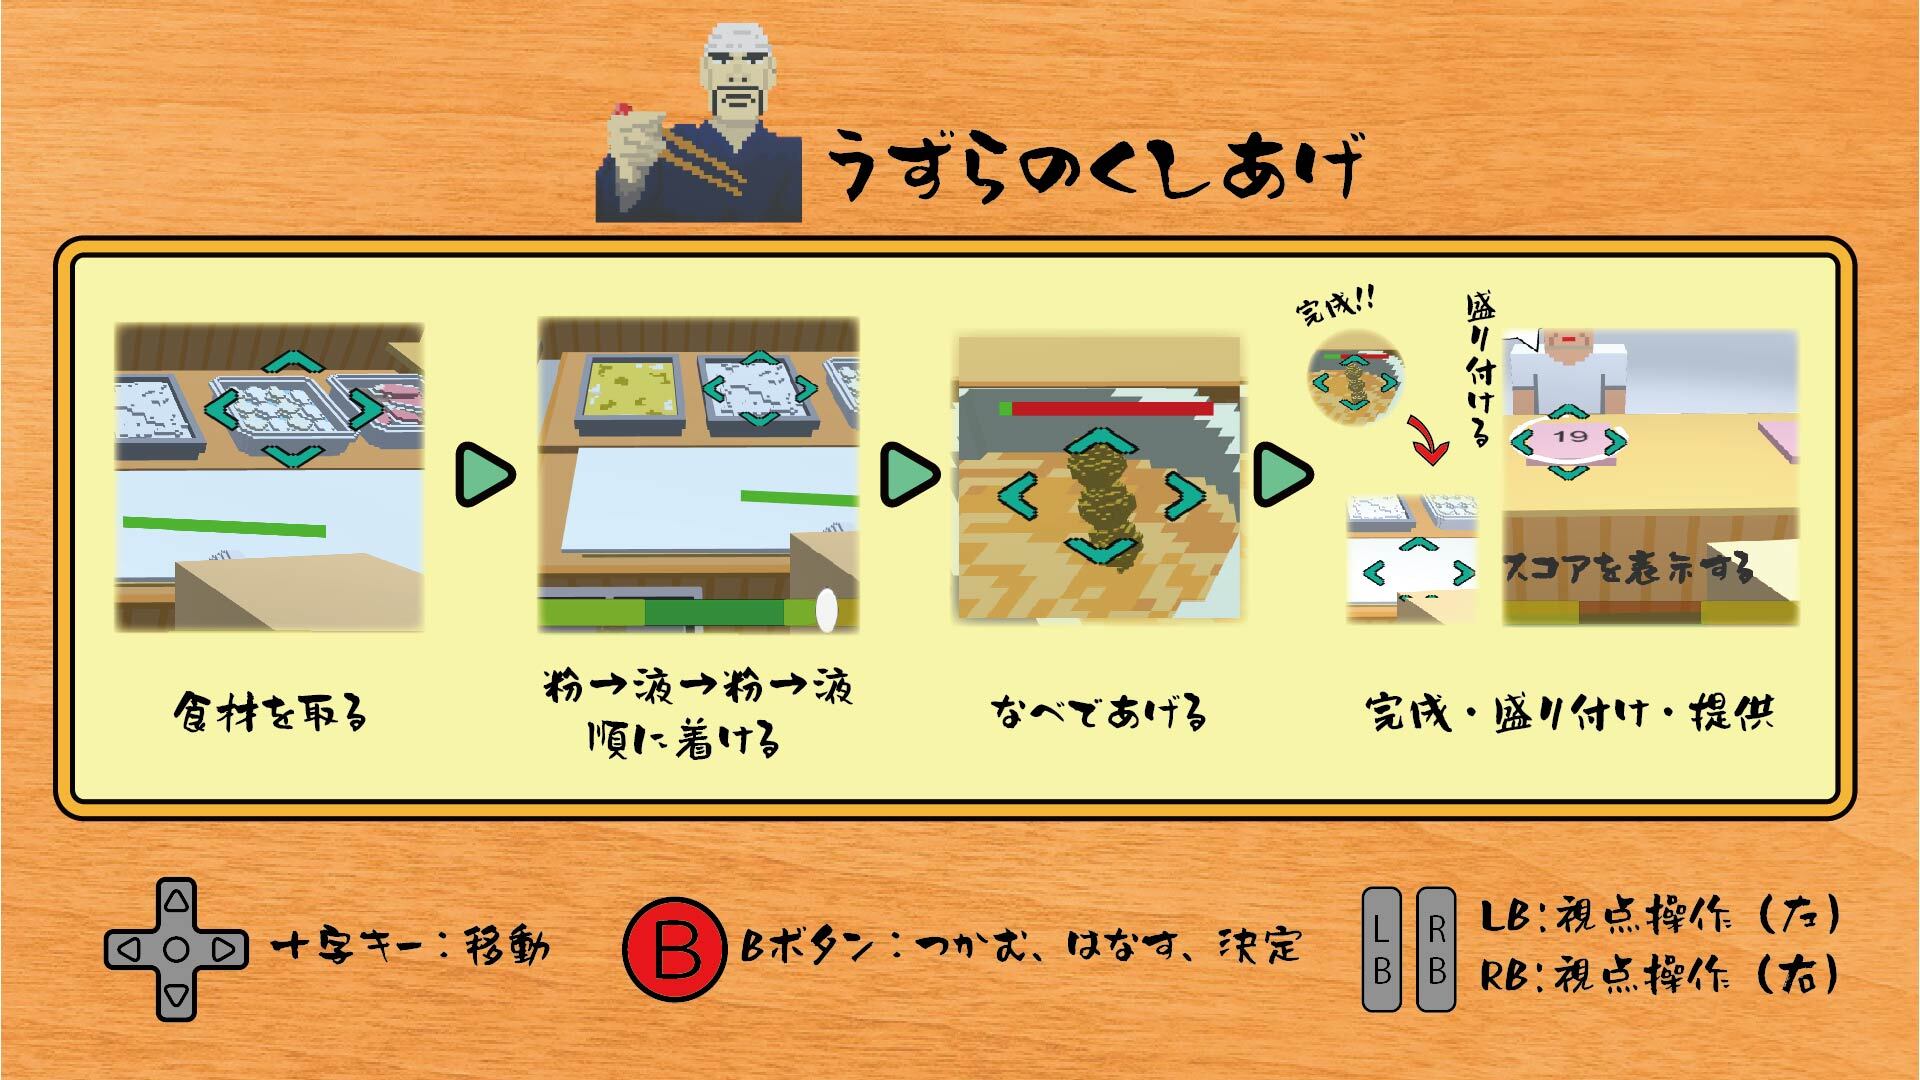 うずらのくしあげ
完成!!
盛り付ける
19
スコアを表示する
食材を取る
粉→液→粉→液
順に着ける
なべであげる
完成・盛り付け・提供
十字キー：移動
B
Bボタン：つかむ、はなす、決定
LB
RB
LB:視点操作（左）
RB:視点操作（右）